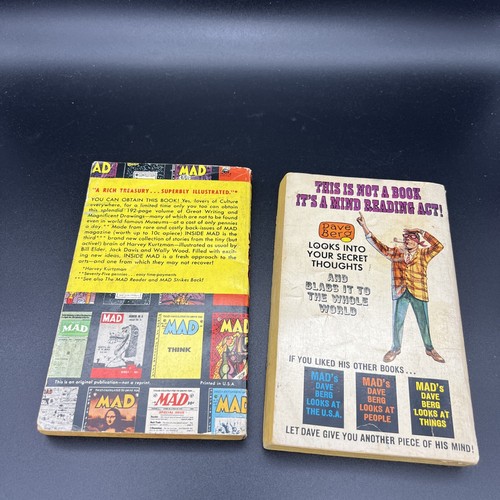 AD
MAD
"A RICH TREASURY...SUPERBLY ILLUSTRATED."*
YOU CAN OBTAIN THIS BOOK! Yes, lovers of Culture
everywhere, for a limited time only you too can obtain
this splendid 192-page volume of Great Writing and
Magnificent Drawings—many of which are not to be found
even in world famous Museums—at a cost of only pennies
a day.** Made from rare and costly back-issues of MAD
magazine (worth up to 10¢ apiece) INSIDE MAD is the
third*** brand new collection of stories from the tiny (but
active!) brain of Harvey Kurtzman—illustrated as usual by
Bill Elder, Jack Davis and Wally Wood. Filled with excit-
ing new ideas, INSIDE MAD is a fresh approach to the
arts—and one from which they may not recover!
*Harvey Kurtzman
**Seventy-five pennies . . . easy time-payments
***See also The MAD Reader and MAD Strikes Back!
MAD
MAD
MAD
MAD
THINK
This is an original publication—not a reprint.
Printed in U.S.A.
MAD
MAD
MA
THIS IS NOT A BOOK
IT'S A MIND READING ACT!
Dave
Berg
LOOKS INTO
YOUR SECRET
THOUGHTS
AND
BLABS IT TO
THE WHOLE
WORLD
IF YOU LIKED HIS OTHER BOOKS...
MAD's
DAVE
BERG
LOOKS AT
THE U.S.A.
MAD's
DAVE
BERG
LOOKS AT
PEOPLE
MAD's
DAVE
BERG
LOOKS AT
THINGS
LET DAVE GIVE YOU ANOTHER PIECE OF HIS MIND!